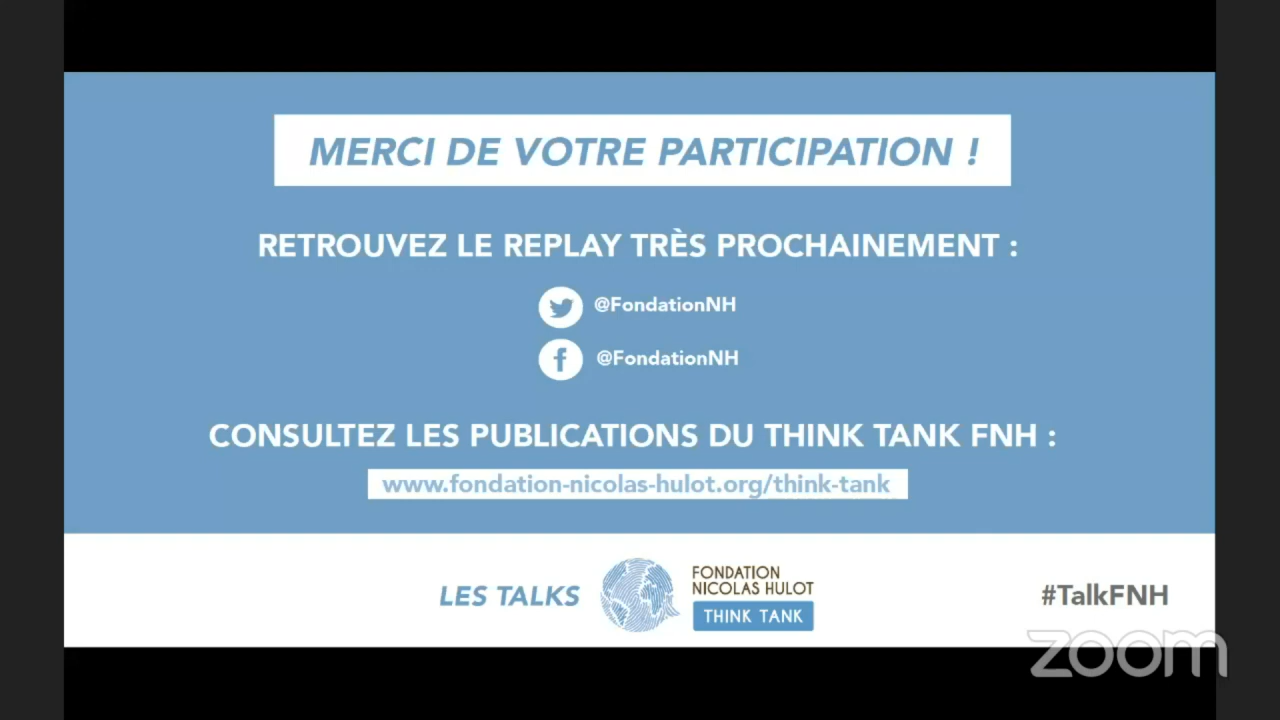 MERCI DE VOTRE PARTICIPATION !
RETROUVEZ LE REPLAY TRÈS PROCHAINEMENT :
@FondationNH
@FondationNH
CONSULTEZ LES PUBLICATIONS DU THINK TANK FNH :
www.fondation-nicolas-hulot.org/think-tank
LES TALKS
FONDATION
NICOLAS HULOT
THINK TANK
#TalkFNH
zoom